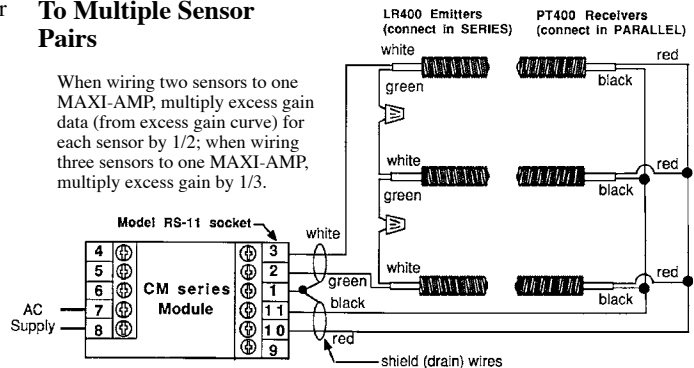 r
To Multiple Sensor
Pairs
When wiring two sensors to one
MAXI-AMP, multiply excess gain
data (from excess gain curve) for
each sensor by 1/2; when wiring
three sensors to one MAXI-AMP,
multiply excess gain by 1/3.
LR400 Emitters
(connect in SERIES)
PT400 Receivers
(connect in PARALLEL)
white
red
green
black
white
red
green
black
white
red
black
Model RS-11 socket
white
4
5
6
7
8
CM series
Module
3
2
1
11
10
9
green
black
red
AC
Supply
shield (drain) wires